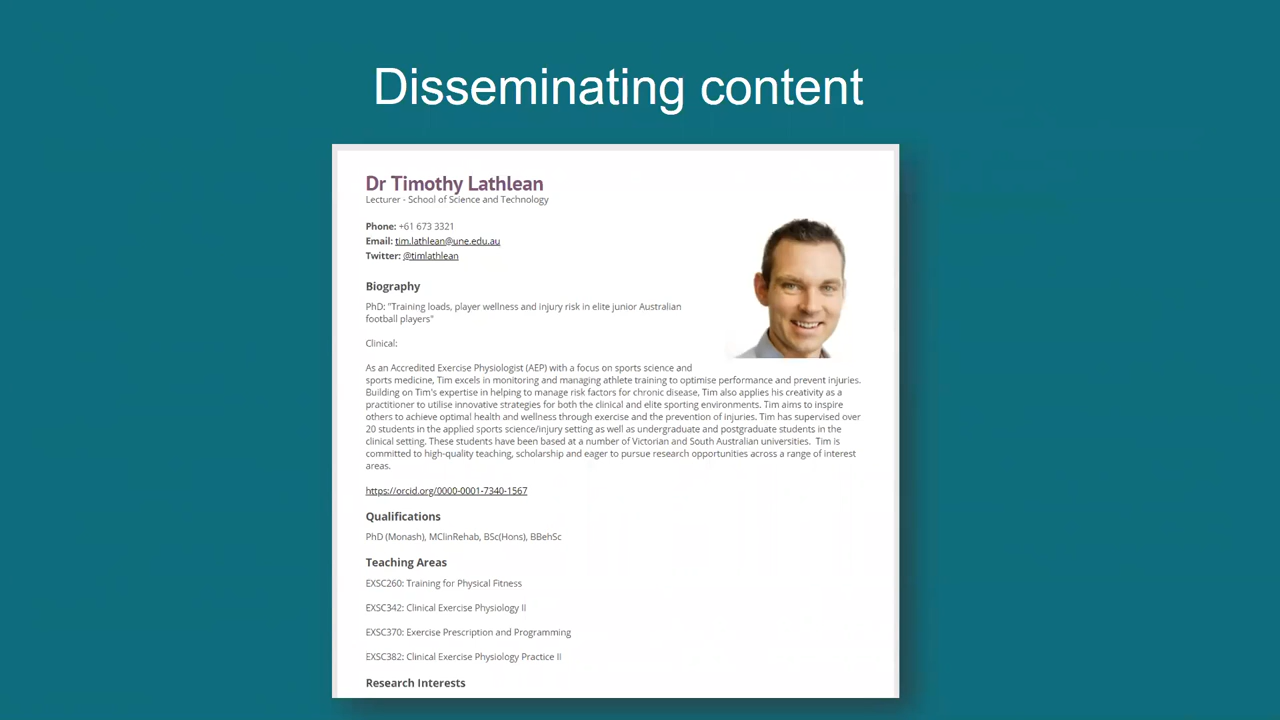 Disseminating content
Dr Timothy Lathlean
Lecturer - School of Science and Technology
Phone: +61 673 3321
Email: tim.lathlean@une.edu.au
Twitter: @timlathlean
Biography
PhD: "Training loads, player wellness and injury risk in elite junior Australian
football players"
Clinical:
As an Accredited Exercise Physiologist (AEP) with a focus on sports science and
sports medicine, Tim excels in monitoring and managing athlete training to optimise performance and prevent injuries.
Building on Tim's expertise in helping to manage risk factors for chronic disease, Tim also applies his creativity as a
practitioner to utilise innovative strategies for both the clinical and elite sporting environments. Tim aims to inspire
others to achieve optimal health and wellness through exercise and the prevention of injuries. Tim has supervised over
20 students in the applied sports science/injury setting as well as undergraduate and postgraduate students in the
clinical setting. These students have been based at a number of Victorian and South Australian universities. Tim is
committed to high-quality teaching, scholarship and eager to pursue research opportunities across a range of interest
areas.
https://orcid.org/0000-0001-7340-1567
Qualifications
PhD (Monash), MClinRehab, BSc(Hons), BBehSc
Teaching Areas
EXSC260: Training for Physical Fitness
EXSC342: Clinical Exercise Physiology II
EXSC370: Exercise Prescription and Programming
EXSC382: Clinical Exercise Physiology Practice II
Research Interests